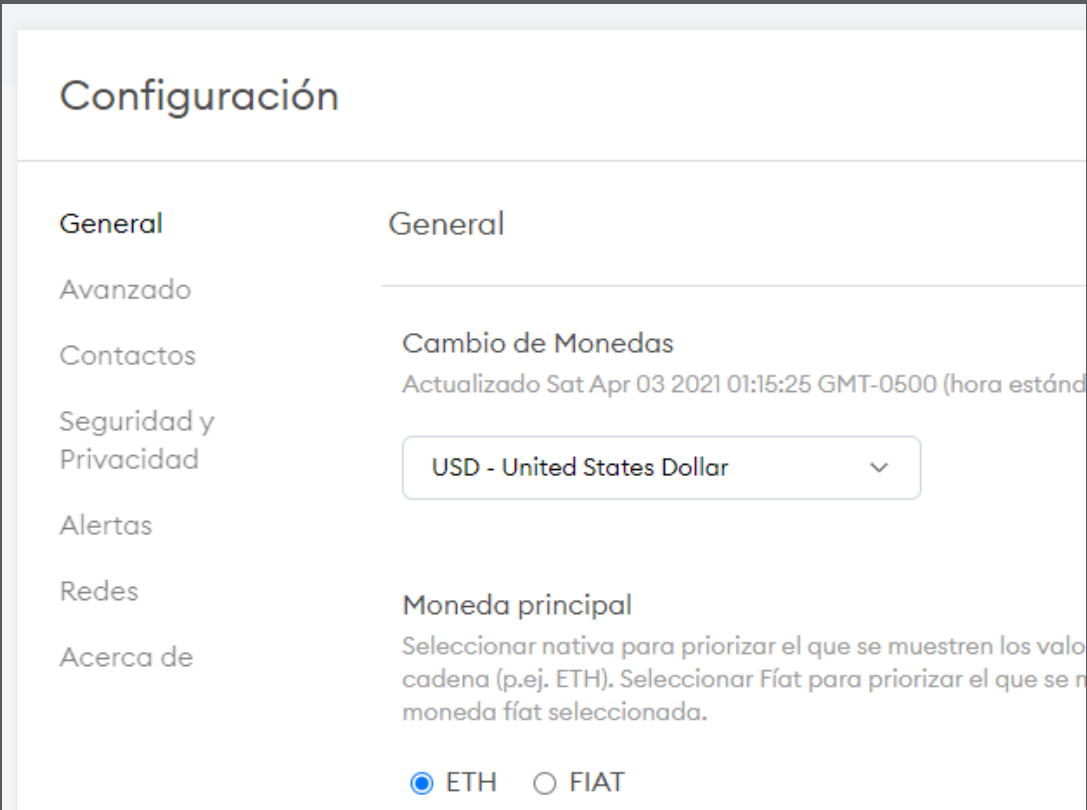 Configuración
General
Avanzado
Contactos
Seguridad y
Privacidad
Alertas
Redes
Acerca de
General
Cambio de Monedas
Actualizado Sat Apr 03 2021 01:15:25 GMT-0500 (hora estánd
USD - United States Dollar
Moneda principal
Seleccionar nativa para priorizar el que se muestren los valo
cadena (p.ej. ETH). Seleccionar Fíat para priorizar el que se
moneda fíat seleccionada.
ETH FIAT